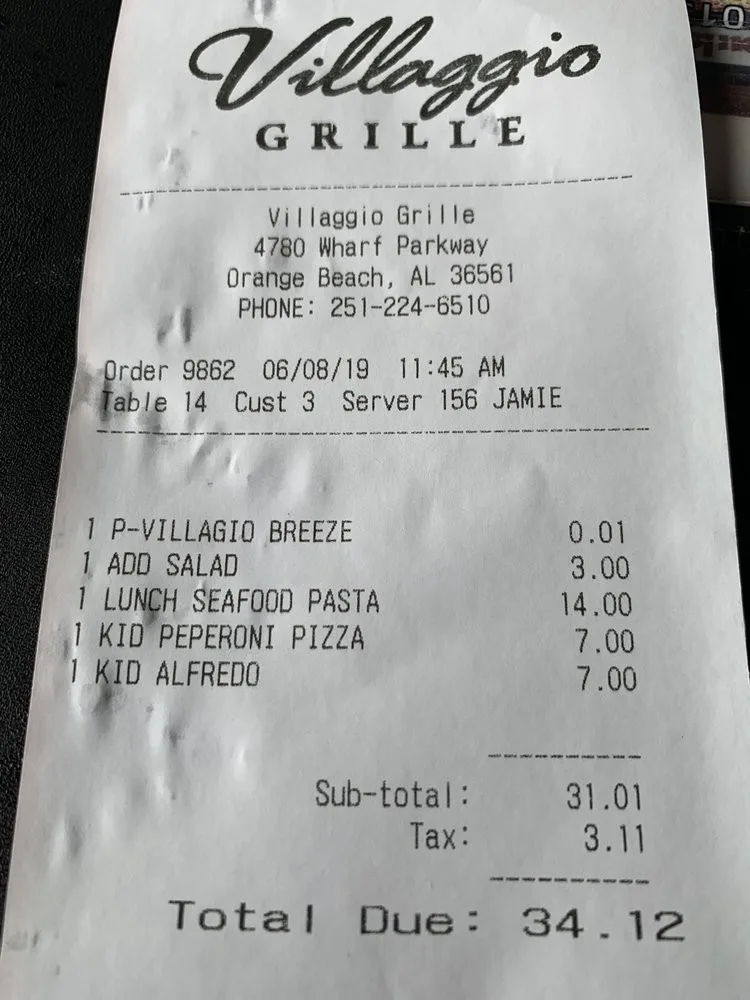 Villaggio
GRILLE
Villaggio Grille
4780 Wharf Parkway
Orange Beach, AL 36561
PHONE: 251-224-6510
Order 9862 06/08/19 11:45 AM
Table 14 Cust 3 Server 156 JAMIE
1 P-VILLAGIO BREEZE 0.01
1 ADD SALAD 3.00
1 LUNCH SEAFOOD PASTA 14.00
1 KID PEPERONI PIZZA 7.00
1 KID ALFREDO 7.00
Sub-total: 31.01
Tax: 3.11
Total Due: 34.12